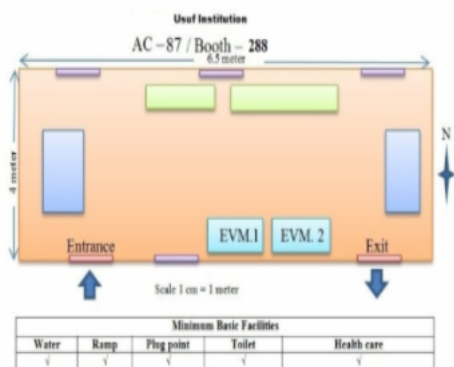 Usuf Institution
AC – 87 / Booth – 288
6.5 meter
4 meter
N
EVM.1 EVM. 2
Entrance Exit
Scale 1 cm = 1 meter
Minimum Basic Facilities
Water Ramp Plug point Toilet Health care
√ √ √ √ √